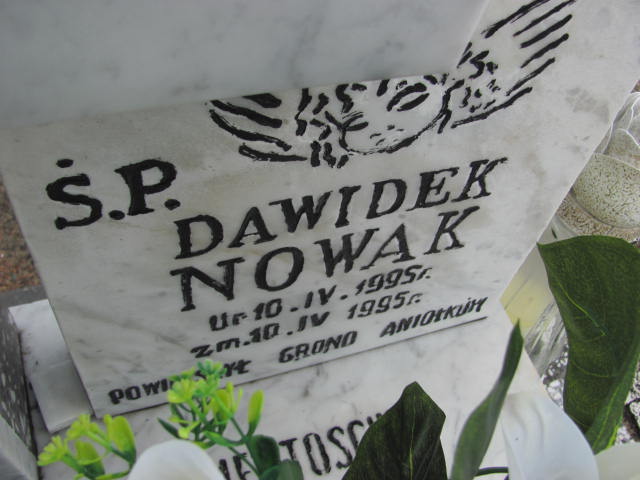 Ś.P. DAWIDEK
NOWAK
Ur 10.IV.1995r.
zm.10.IV 1995r.
GRONO ANIOŁKÓW